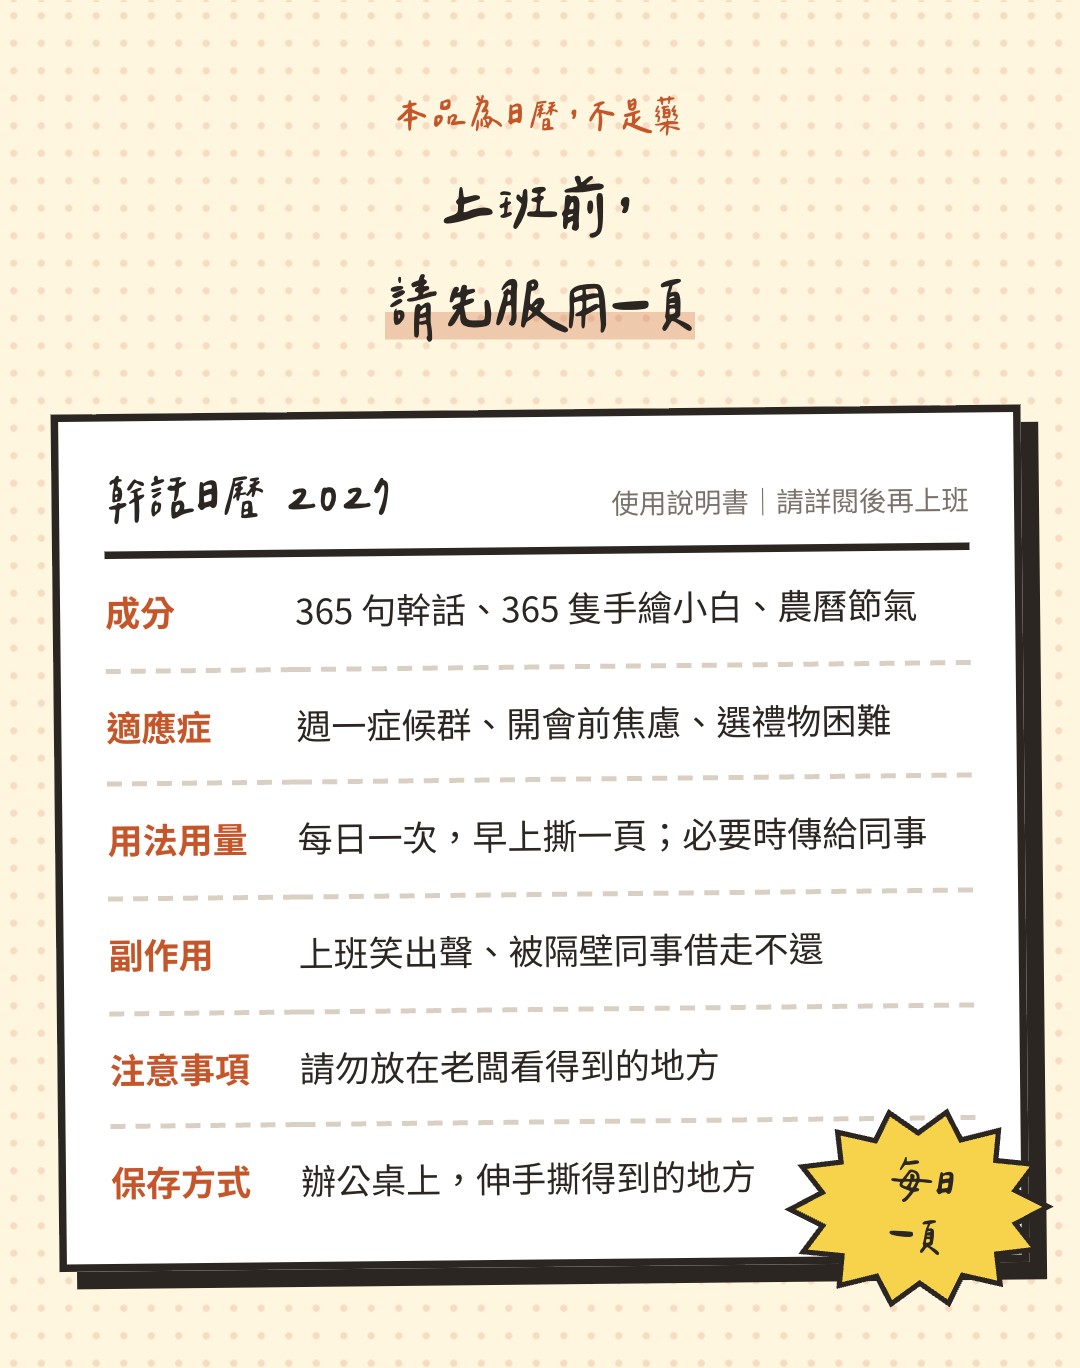 本品為日曆，不是藥
上班前，
請先服用一頁
幹話日曆 2027
使用說明書｜請詳閱後再上班
成分 365 句幹話、365 隻手繪小白、農曆節氣
適應症 週一症候群、開會前焦慮、選禮物困難
用法用量 每日一次，早上撕一頁；必要時傳給同事
副作用 上班笑出聲、被隔壁同事借走不還
注意事項 請勿放在老闆看得到的地方
保存方式 辦公桌上，伸手撕得到的地方
每日
一頁